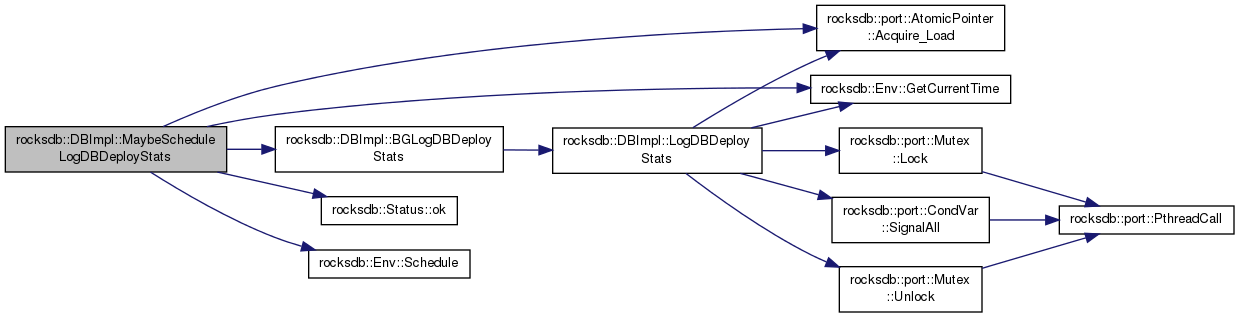 rocksdb::DBImpl::MaybeSchedule
LogDBDeployStats
rocksdb::port::AtomicPointer
::Acquire_Load
rocksdb::Env::GetCurrentTime
rocksdb::DBImpl::BGLogDBDeploy
Stats
rocksdb::DBImpl::LogDBDeploy
Stats
rocksdb::Status::ok
rocksdb::Env::Schedule
rocksdb::port::Mutex
::Lock
rocksdb::port::CondVar
::SignalAll
rocksdb::port::Mutex
::Unlock
rocksdb::port::PthreadCall